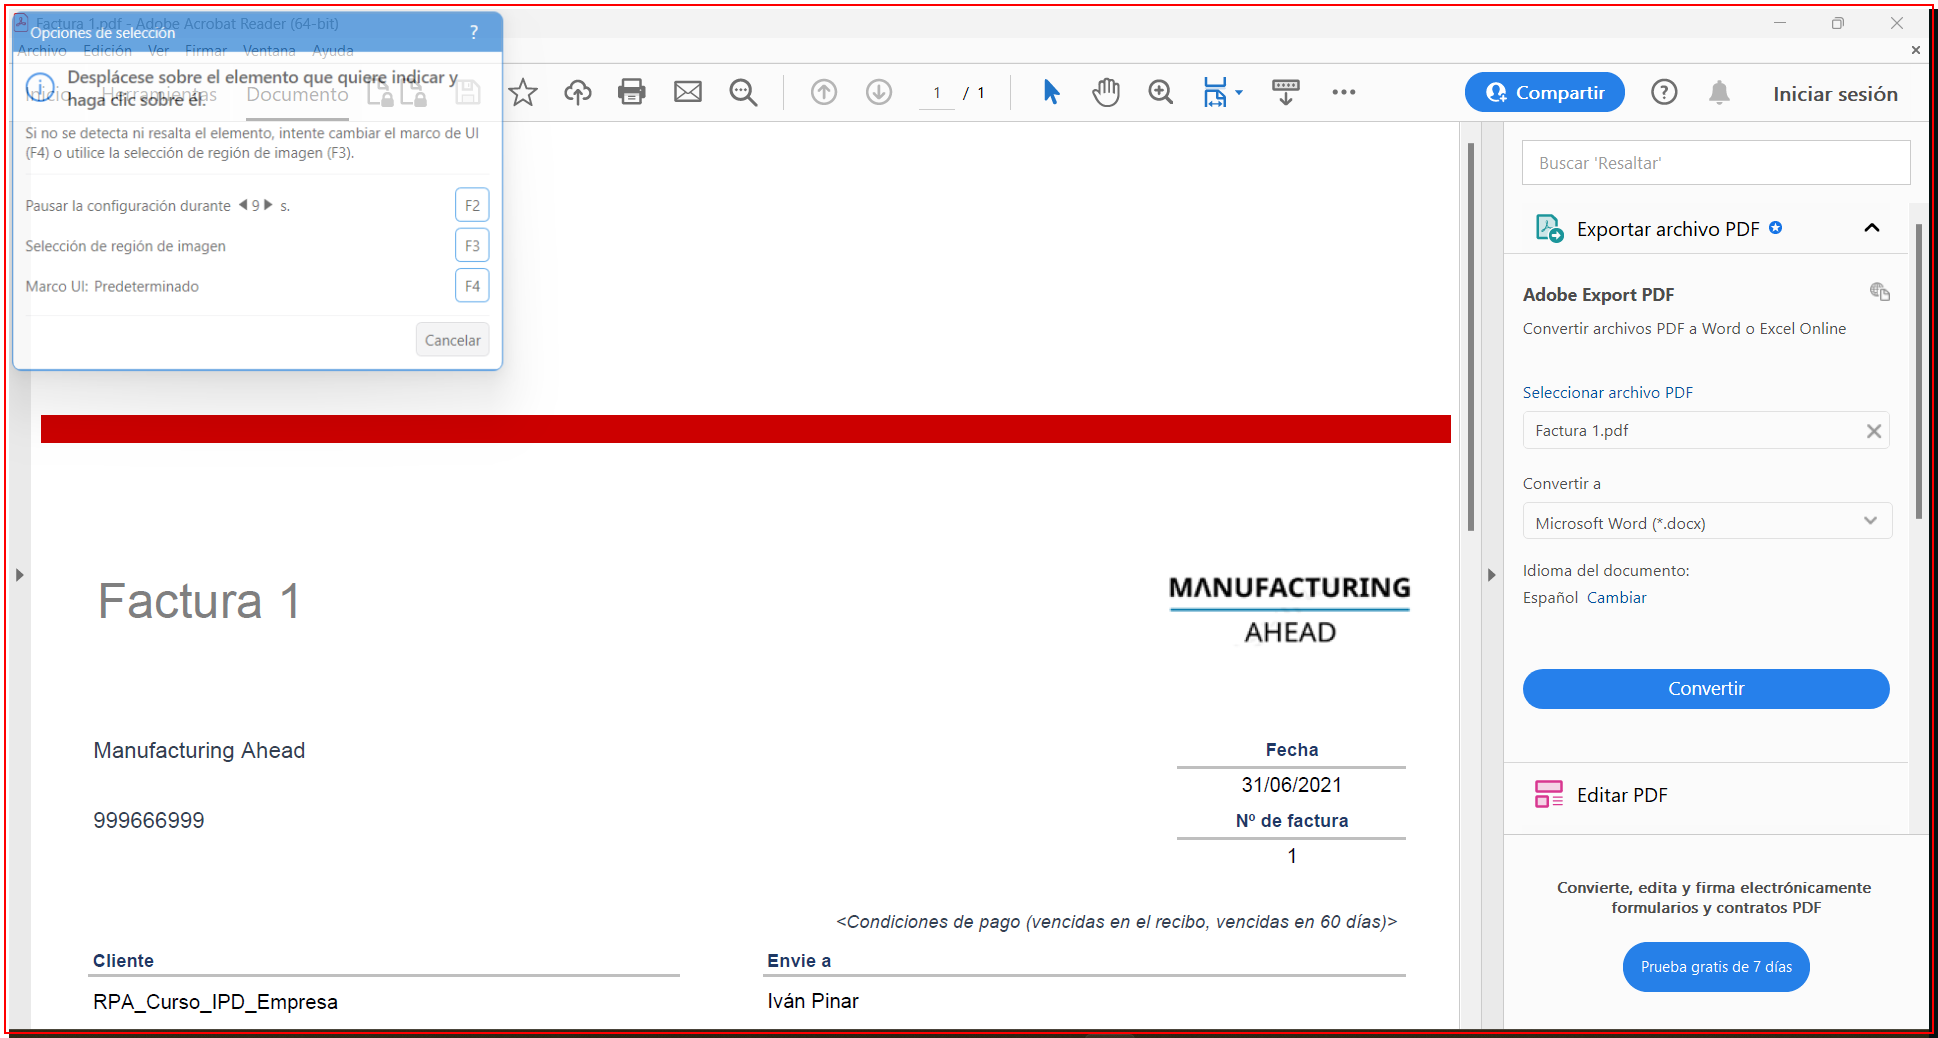 Factura 1.pdf - Adobe Acrobat Reader (64-bit)
Opciones de selección
?
Archivo Edición Ver Firmar Ventana Ayuda
Desplácese sobre el elemento que quiere indicar y
haga clic sobre él.
Inicio Herramientas Documento
1 / 1
Compartir
Iniciar sesión
Si no se detecta ni resalta el elemento, intente cambiar el marco de UI
(F4) o utilice la selección de región de imagen (F3).
Pausar la configuración durante 9 s.
F2
Selección de región de imagen
F3
Marco UI: Predeterminado
F4
Cancelar
Factura 1
MANUFACTURING
AHEAD
Manufacturing Ahead
999666999
Fecha
31/06/2021
Nº de factura
1
<Condiciones de pago (vencidas en el recibo, vencidas en 60 días)>
Cliente
RPA_Curso_IPD_Empresa
Envie a
Iván Pinar
Buscar 'Resaltar'
Exportar archivo PDF
Adobe Export PDF
Convertir archivos PDF a Word o Excel Online
Seleccionar archivo PDF
Factura 1.pdf
Convertir a
Microsoft Word (*.docx)
Idioma del documento:
Español Cambiar
Convertir
Editar PDF
Convierte, edita y firma electrónicamente
formularios y contratos PDF
Prueba gratis de 7 días